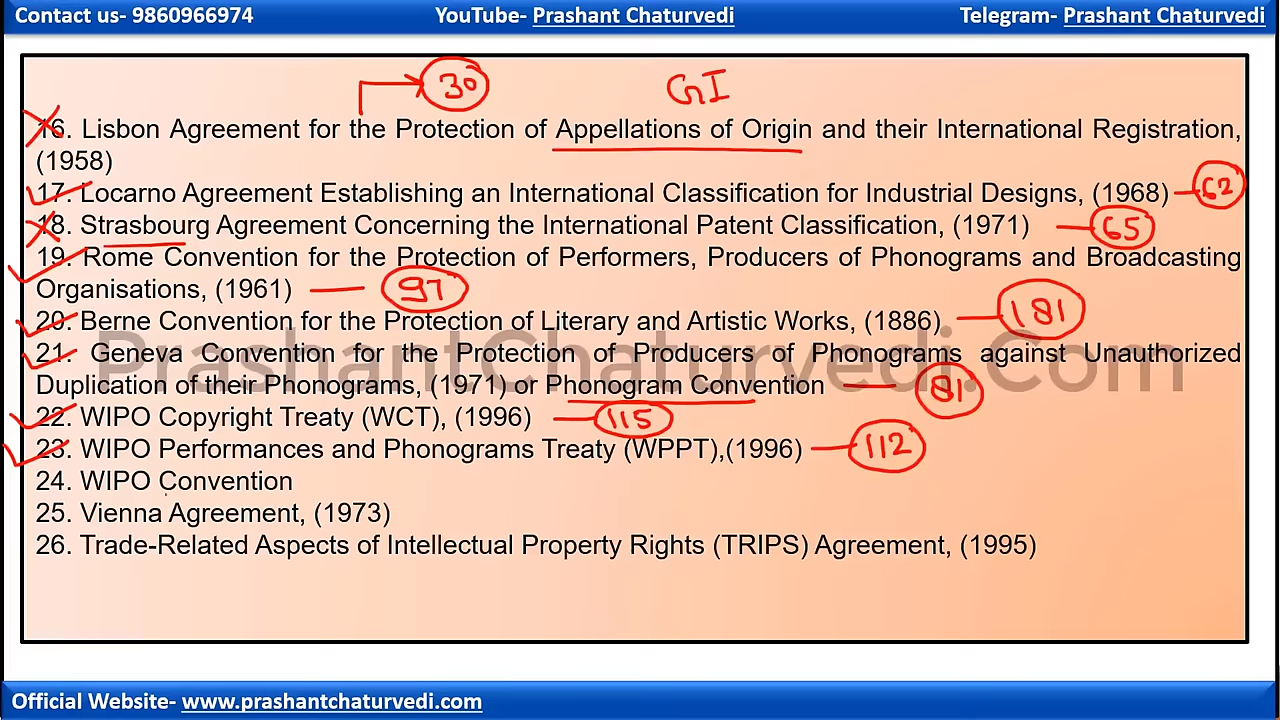 Contact us- 9860966974 YouTube- Prashant Chaturvedi Telegram- Prashant Chaturvedi
30 GI
16. Lisbon Agreement for the Protection of Appellations of Origin and their International Registration,
(1958)
17. Locarno Agreement Establishing an International Classification for Industrial Designs, (1968) 62
18. Strasbourg Agreement Concerning the International Patent Classification, (1971) 65
19. Rome Convention for the Protection of Performers, Producers of Phonograms and Broadcasting
Organisations, (1961) 97
20. Berne Convention for the Protection of Literary and Artistic Works, (1886) 181
21. Geneva Convention for the Protection of Producers of Phonograms against Unauthorized
PrashantChaturvedi.Com
Duplication of their Phonograms, (1971) or Phonogram Convention 81
22. WIPO Copyright Treaty (WCT), (1996) 115
23. WIPO Performances and Phonograms Treaty (WPPT),(1996) 112
24. WIPO Convention
25. Vienna Agreement, (1973)
26. Trade-Related Aspects of Intellectual Property Rights (TRIPS) Agreement, (1995)
Official Website- www.prashantchaturvedi.com